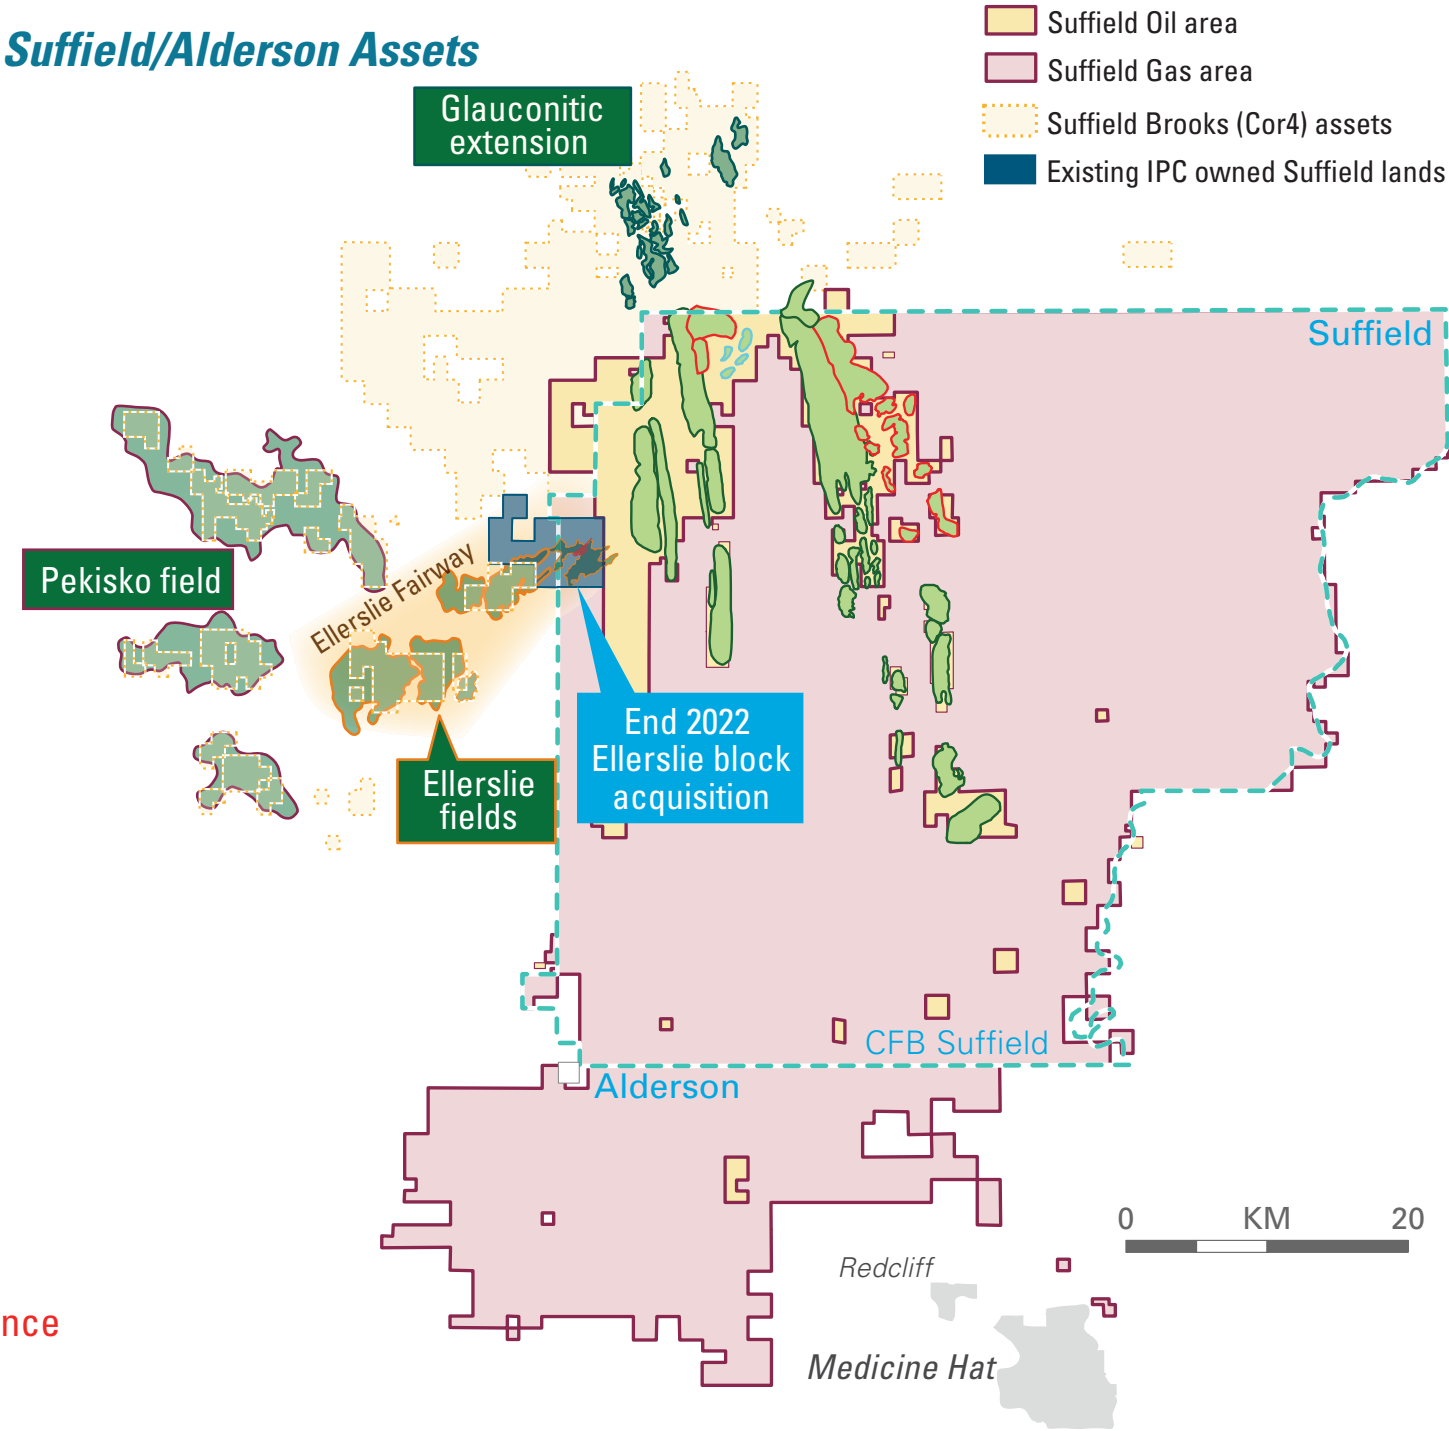 Suffield/Alderson Assets
Suffield Oil area
Suffield Gas area
Suffield Brooks (Cor4) assets
Existing IPC owned Suffield lands
Glauconitic
extension
Suffield
Pekisko field
Ellerslie Fairway
End 2022
Ellerslie block
acquisition
Ellerslie
fields
CFB Suffield
Alderson
0 KM 20
Redcliff
nce
Medicine Hat